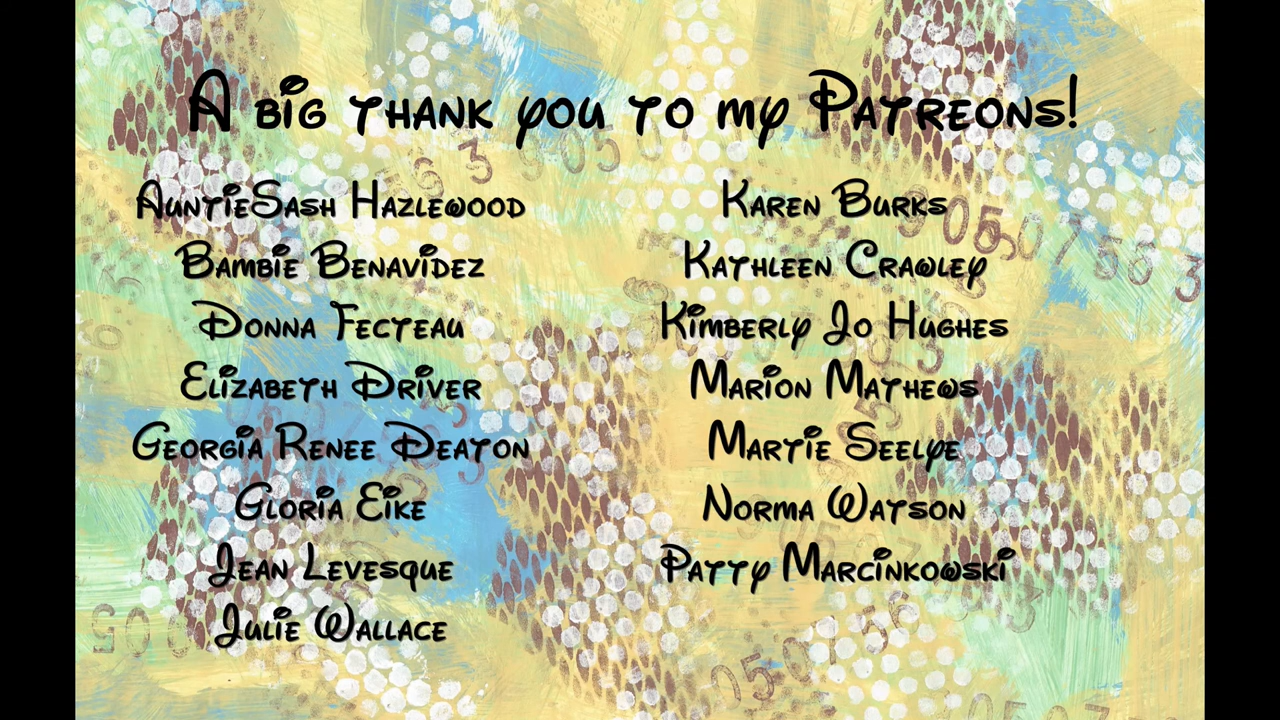 A big thank you to my Patreons!
AuntieSash Hazlewood
Bambie Benavidez
Donna Fecteau
Elizabeth Driver
Georgia Renee Deaton
Gloria Eike
Jean Levesque
Julie Wallace
Karen Burks
Kathleen Crawley
Kimberly Jo Hughes
Marion Mathews
Martie Seelye
Norma Watson
Patty Marcinkowski